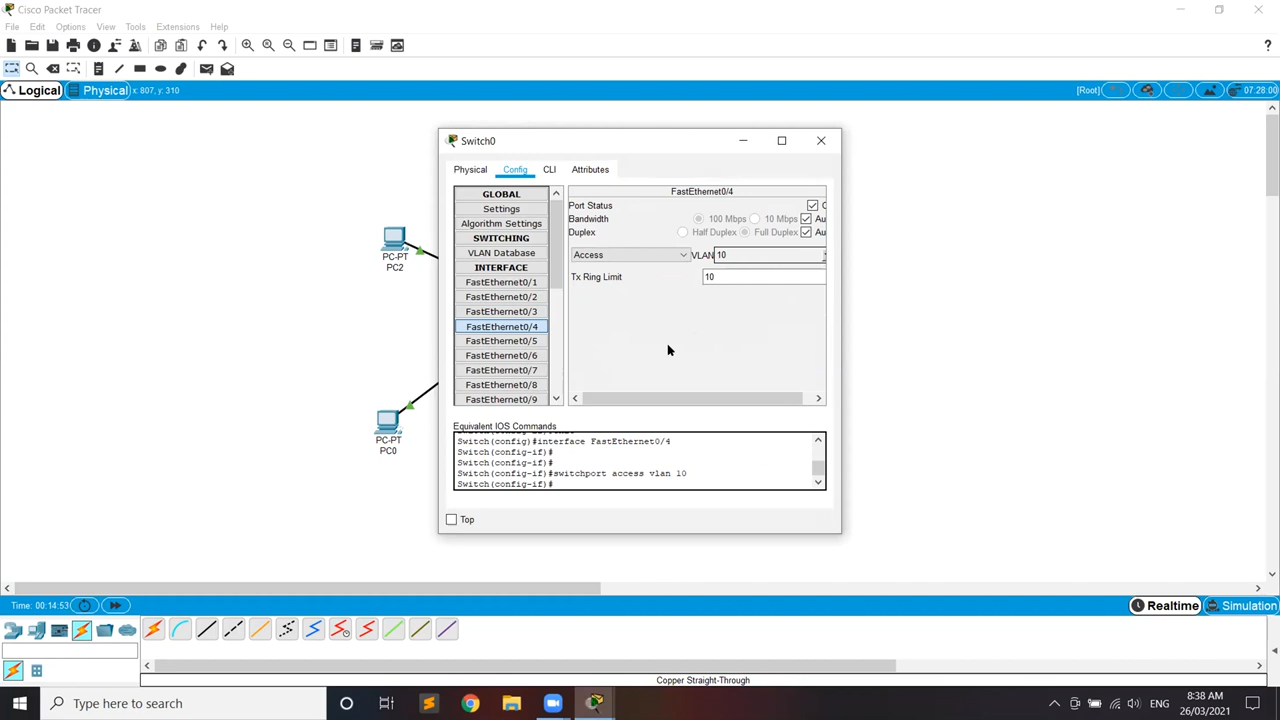 Cisco Packet Tracer
File Edit Options View Tools Extensions Help
?
Logical Physical x: 807, y: 310 [Root] 07:28:00
Switch0
Physical Config CLI Attributes
GLOBAL
Settings
Algorithm Settings
SWITCHING
VLAN Database
INTERFACE
FastEthernet0/1
FastEthernet0/2
FastEthernet0/3
FastEthernet0/4
FastEthernet0/5
FastEthernet0/6
FastEthernet0/7
FastEthernet0/8
FastEthernet0/9
FastEthernet0/4
Port Status
Bandwidth 100 Mbps 10 Mbps Au
Duplex Half Duplex Full Duplex Au
Access VLAN 10
Tx Ring Limit 10
PC-PT
PC2
PC-PT
PC0
Equivalent IOS Commands
Switch(config)#interface FastEthernet0/4
Switch(config-if)#
Switch(config-if)#
Switch(config-if)#switchport access vlan 10
Switch(config-if)#
Top
Time: 00:14:53 Realtime Simulation
Copper Straight-Through
Type here to search ENG 8:38 AM
26/03/2021